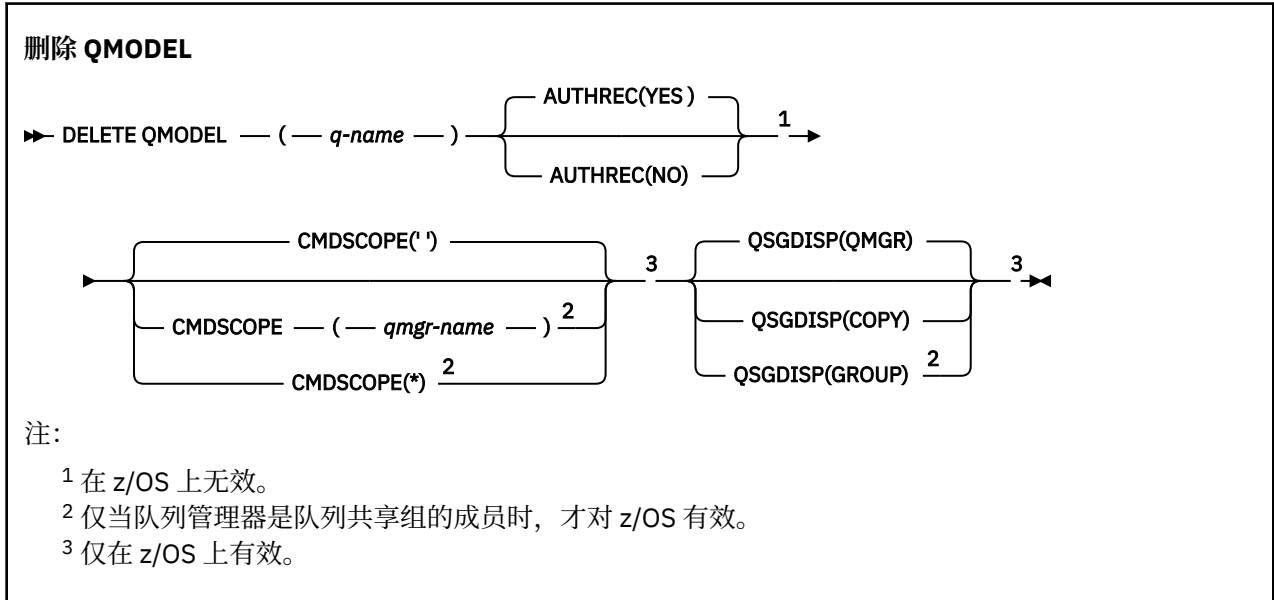 删除 QMODEL
AUTHREC(YES )
DELETE QMODEL ( q-name ) 1
AUTHREC(NO)
CMDSCOPE(' ') QSGDISP(QMGR)
3 3
CMDSCOPE ( qmgr-name ) 2 QSGDISP(COPY)
CMDSCOPE(*) 2 QSGDISP(GROUP) 2
注:
1 在 z/OS 上无效。
2 仅当队列管理器是队列共享组的成员时，才对 z/OS 有效。
3 仅在 z/OS 上有效。